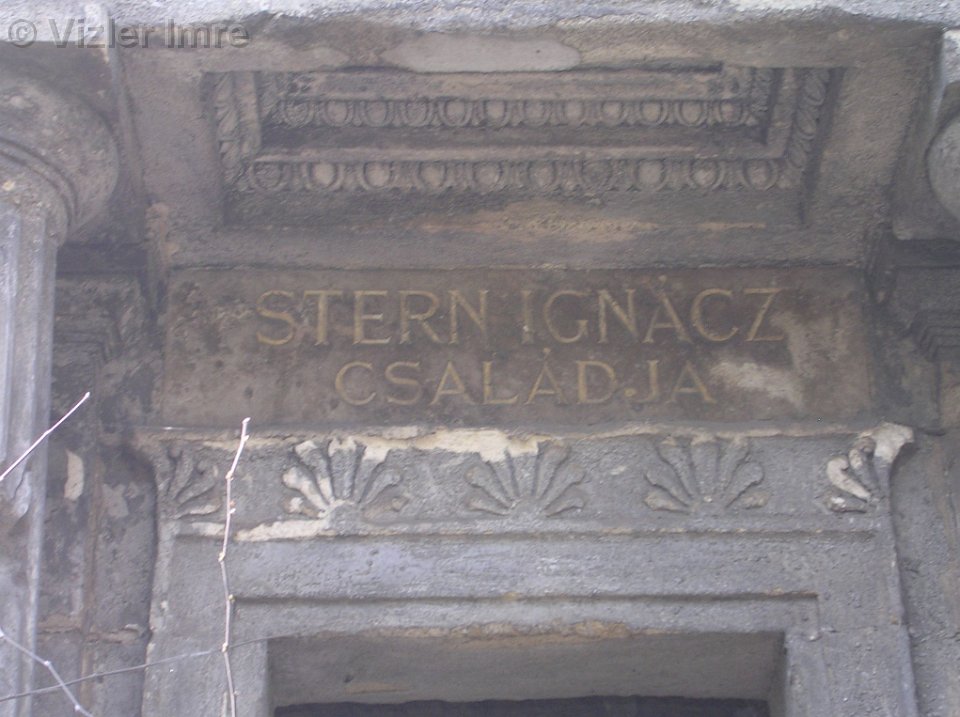 © Vizler Imre
STERN IGNÁCZ
CSALÁDJA